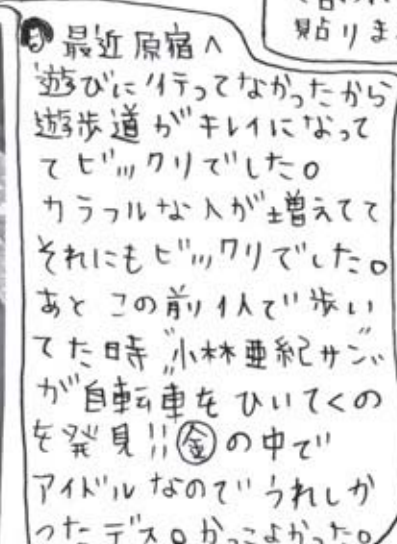 貼りま
最近原宿へ
遊びに行ってなかったから
遊歩道がキレイになって
てビックリでした。
カラフルな人が増えてて
それにもビックリでした。
あと この前1人で歩い
てた時 "小林亜紀サン"
が自転車をひいてくの
を発見!!㊎の中で
アイドルなのでうれしか
ったデス。かっこよかった。